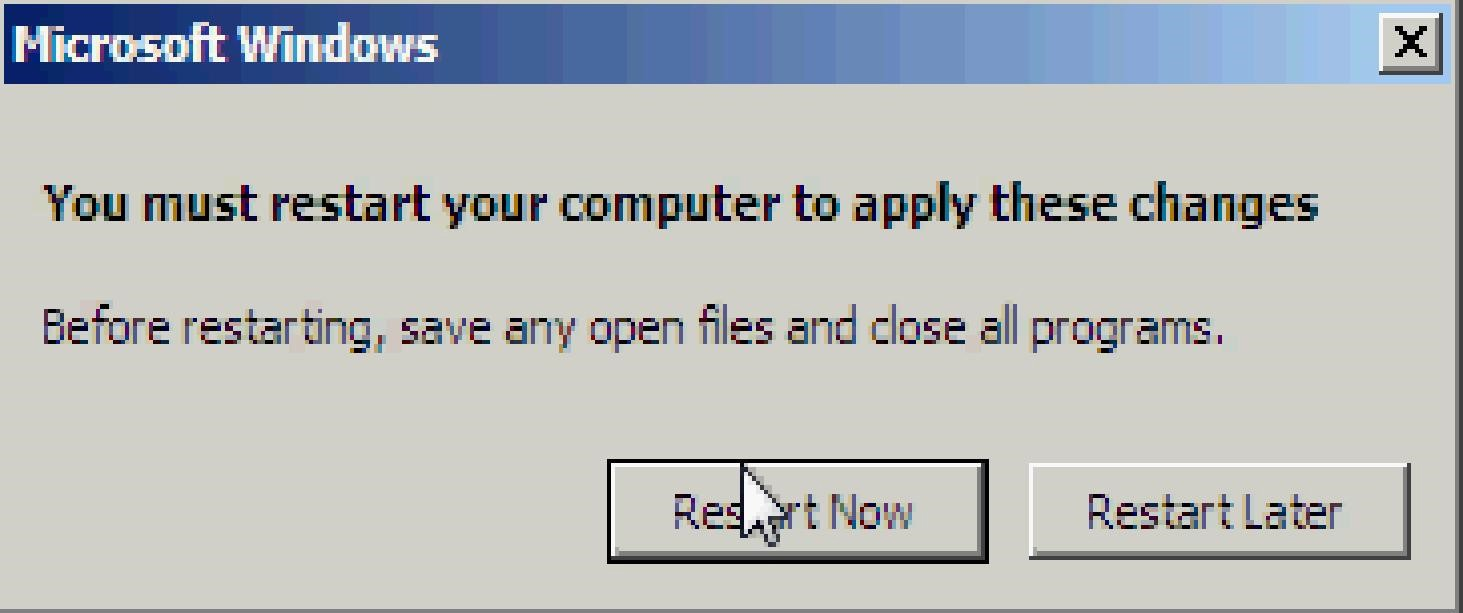 Microsoft Windows
You must restart your computer to apply these changes
Before restarting, save any open files and close all programs.
Restart Now
Restart Later